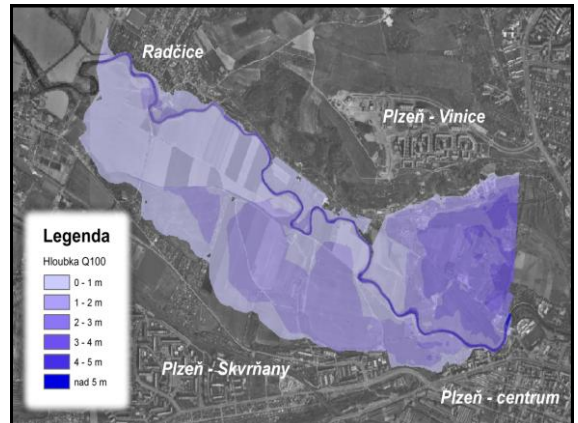 Radčice
Plzeň - Vinice
Legenda
Hloubka Q100
0 - 1 m
1 - 2 m
2 - 3 m
3 - 4 m
4 - 5 m
nad 5 m
Plzeň - Skvrňany
Plzeň - centrum